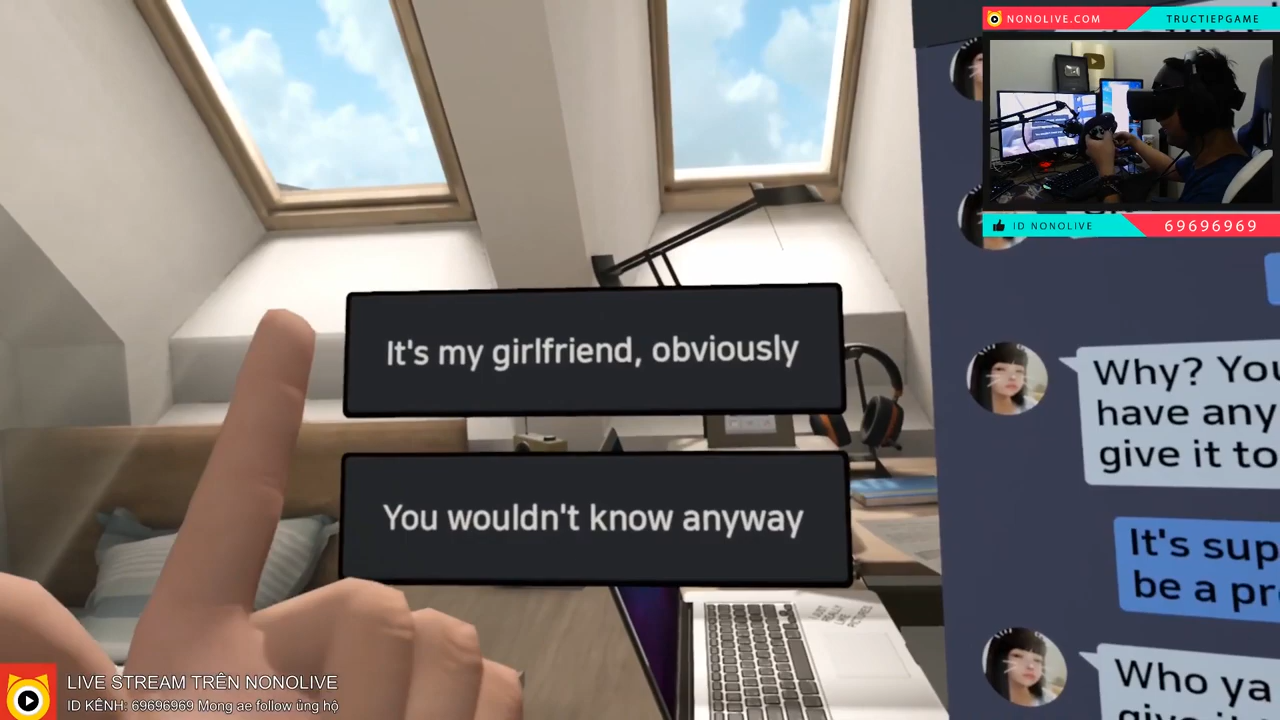 NONOLIVE.COM
TRUCTIEPGAME
ID NONOLIVE
69696969
It's my girlfriend, obviously
You wouldn't know anyway
Why? You
have any
give it to
It's sup
be a pr
Who ya
LIVE STREAM TRÊN NONOLIVE
ID KÊNH: 69696969 Mong ae follow ủng hộ